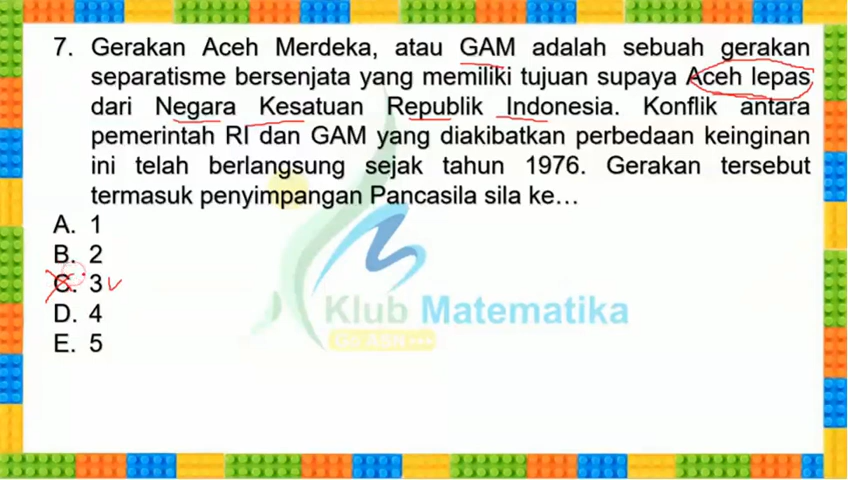 7. Gerakan Aceh Merdeka, atau GAM adalah sebuah gerakan
separatisme bersenjata yang memiliki tujuan supaya Aceh lepas
dari Negara Kesatuan Republik Indonesia. Konflik antara
pemerintah RI dan GAM yang diakibatkan perbedaan keinginan
ini telah berlangsung sejak tahun 1976. Gerakan tersebut
termasuk penyimpangan Pancasila sila ke…
A. 1
B. 2
C. 3
D. 4
E. 5
Klub Matematika